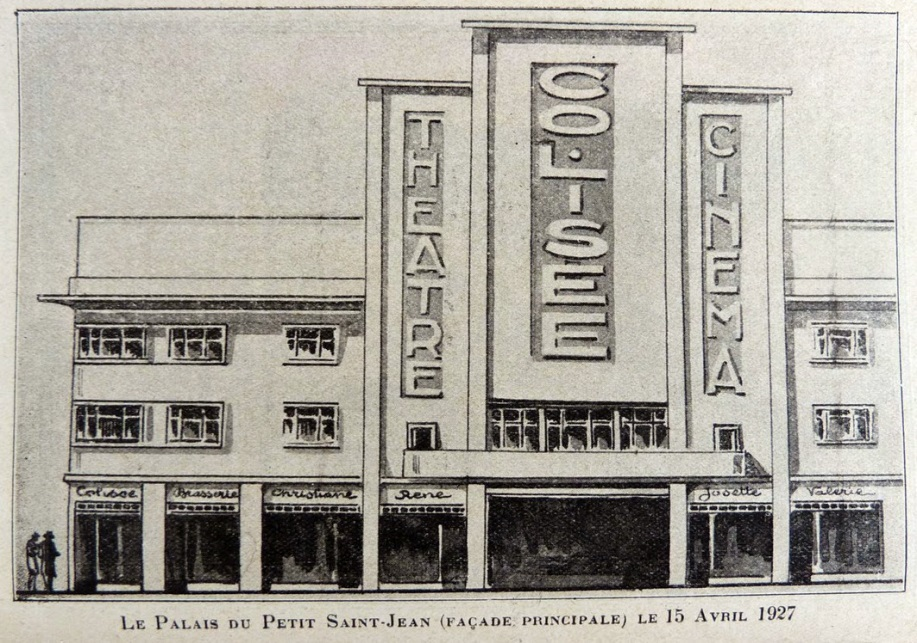 THEATRE
COLISEE
CINEMA
Colisee Brasserie Christiane Rene Josette Valerie
LE PALAIS DU PETIT SAINT-JEAN (FAÇADE PRINCIPALE) LE 15 AVRIL 1927